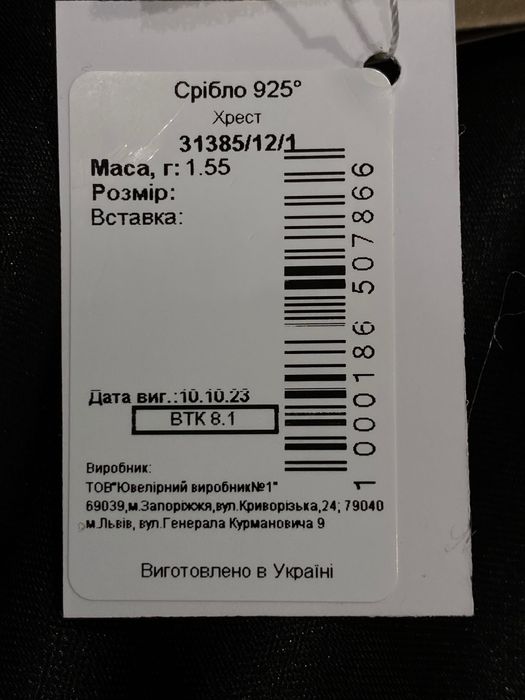 Срібло 925°
Хрест
31385/12/1
Маса, г: 1.55
Розмір:
Вставка:
1 000186 507866
Дата виг.:10.10.23
ВТК 8.1
Виробник:
ТОВ"Ювелірний виробник№1"
69039,м.Запоріжжя,вул.Криворізька,24; 79040
м.Львів, вул.Генерала Курмановича 9
Виготовлено в Україні